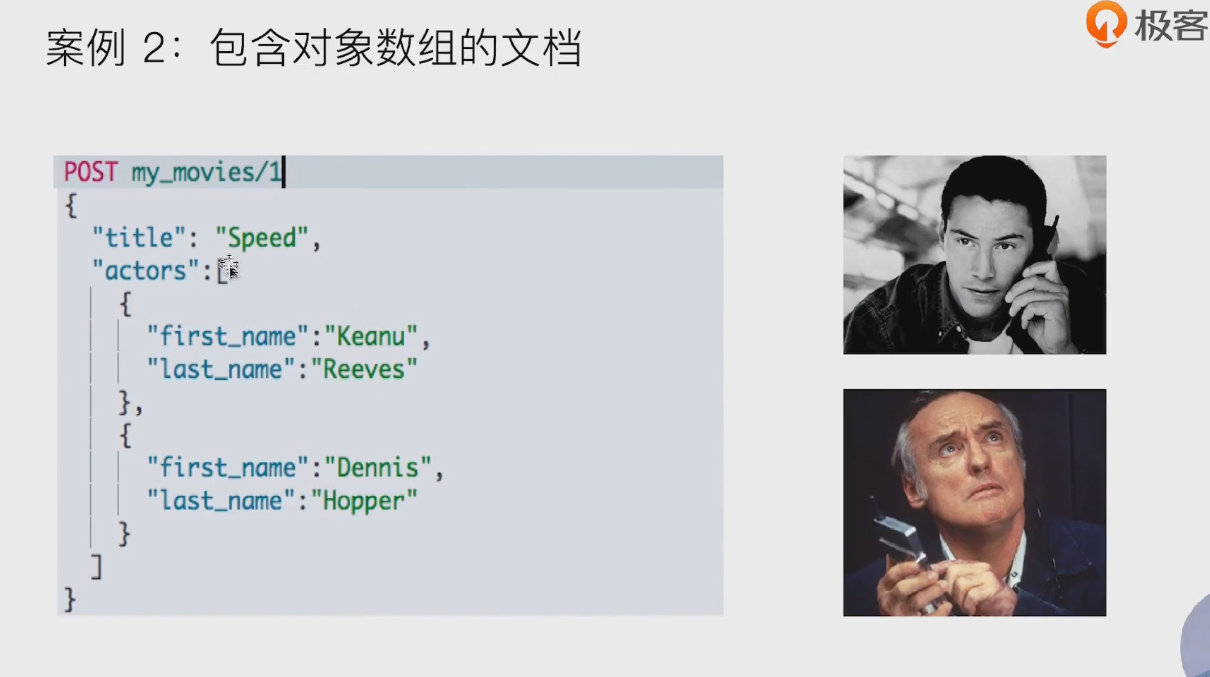 极客
案例 2：包含对象数组的文档
POST my_movies/1
{
"title": "Speed",
"actors":[
{
"first_name":"Keanu",
"last_name":"Reeves"
},
{
"first_name":"Dennis",
"last_name":"Hopper"
}
]
}